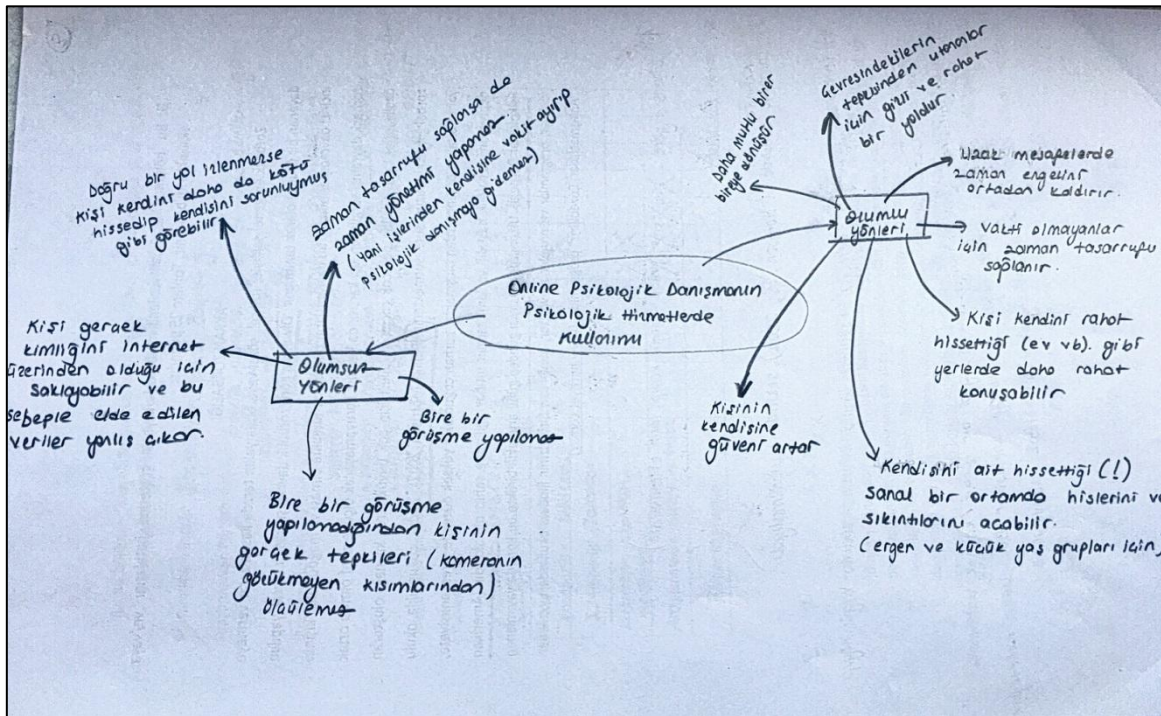 Doğru bir yol izlenmezse
kişi kendini daha da kötü
hissedip kendisini sorunluymuş
gibi görebilir
zaman tasarrufu sağlansa da
zaman yönetimi yapamaz.
(yani işlerinden kendisine vakit ayırıp
psikolojik danışmaya gidemez)
Kişi gerçek
kimliğini internet
üzerinden olduğu için
saklayabilir ve bu
sebeple elde edilen
veriler yanlış çıkar.
Olumsuz
yönleri
Bire bir
görüşme yapılamaz
Bire bir görüşme
yapılamadığından kişinin
gerçek tepkileri (kameranın
gözükmeyen kısımlarından)
ölçülemez
Online Psikolojik Danışmanın
Psikolojik Hizmetlerde
Kullanımı
Olumlu
yönleri
Daha mutlu birer
bireye dönüşür
Çevresindekilerin
tepkisinden utananlar
için gizli ve rahat
bir yoldur.
Uzak mesafelerde
zaman engelini
ortadan kaldırır.
Vakti olmayanlar
için zaman tasarrufu
sağlanır.
Kişi kendini rahat
hissettiği (ev vb). gibi
yerlerde daha rahat
konuşabilir
Kişinin
kendisine
güveni artar
Kendisini ait hissettiği (!)
Sanal bir ortamda hislerini ve
sıkıntılarını açabilir.
(ergen ve küçük yaş grupları için)